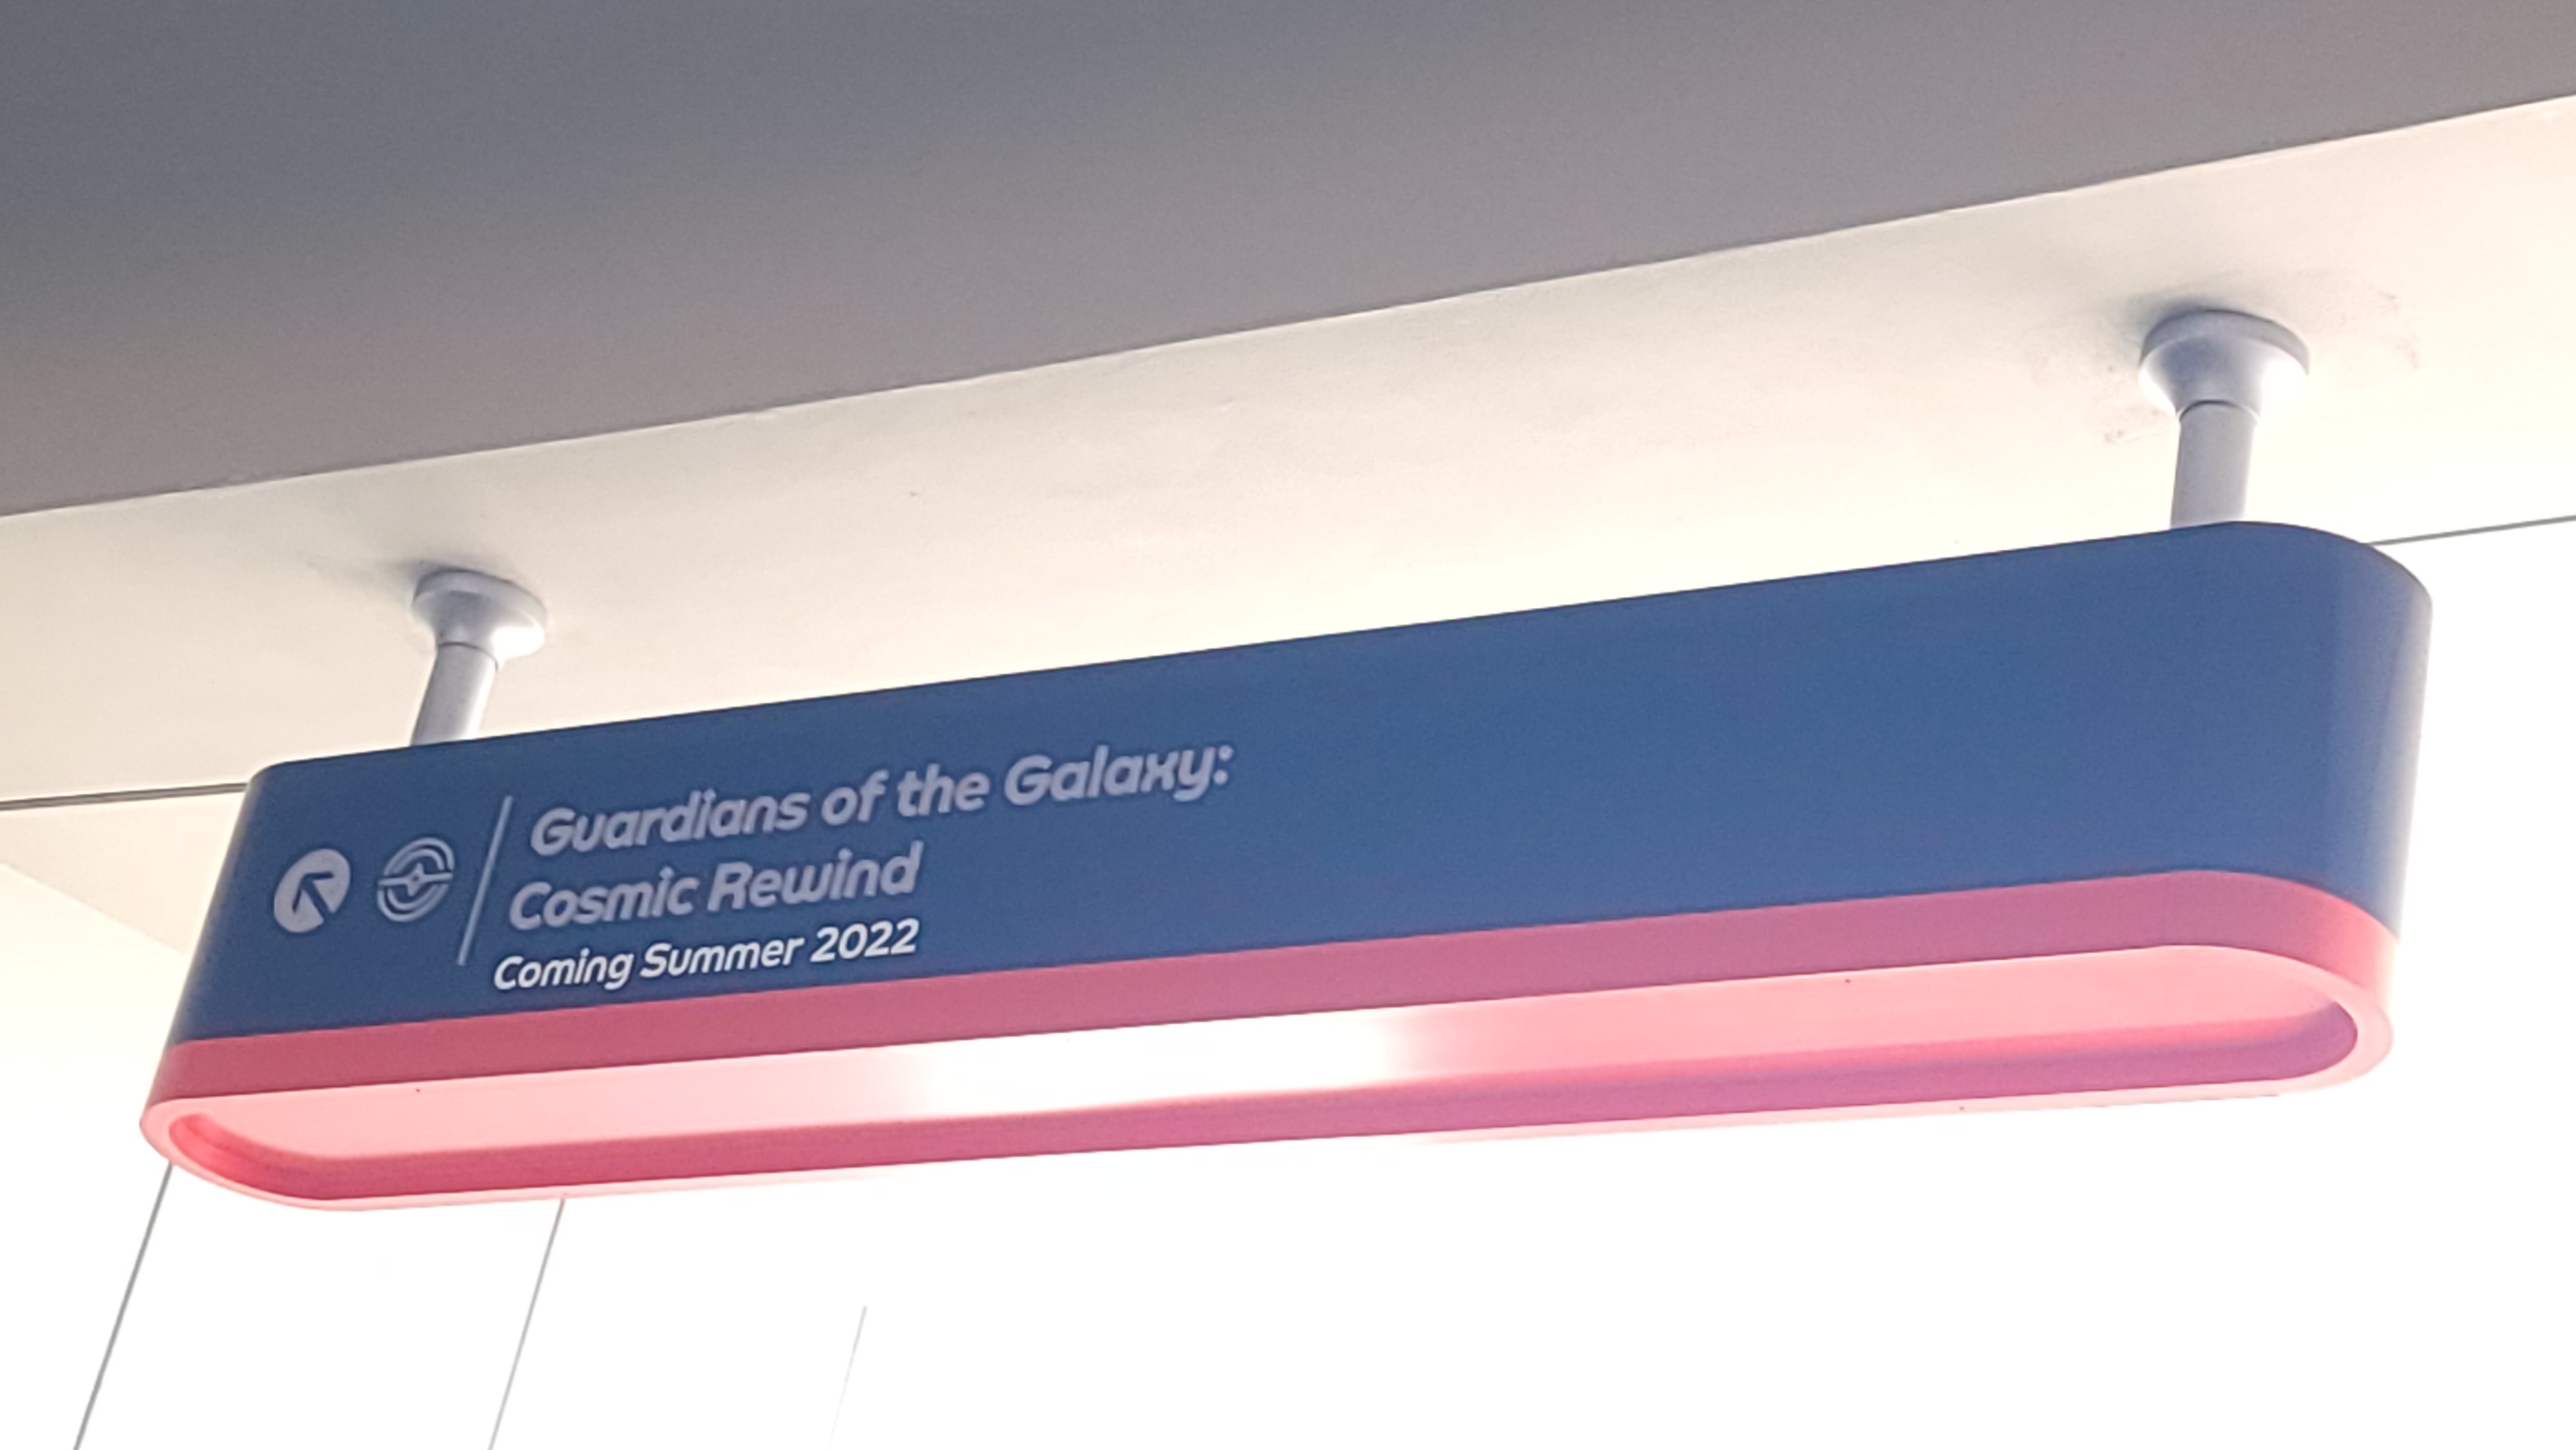 Guardians of the Galaxy:
Cosmic Rewind
Coming Summer 2022